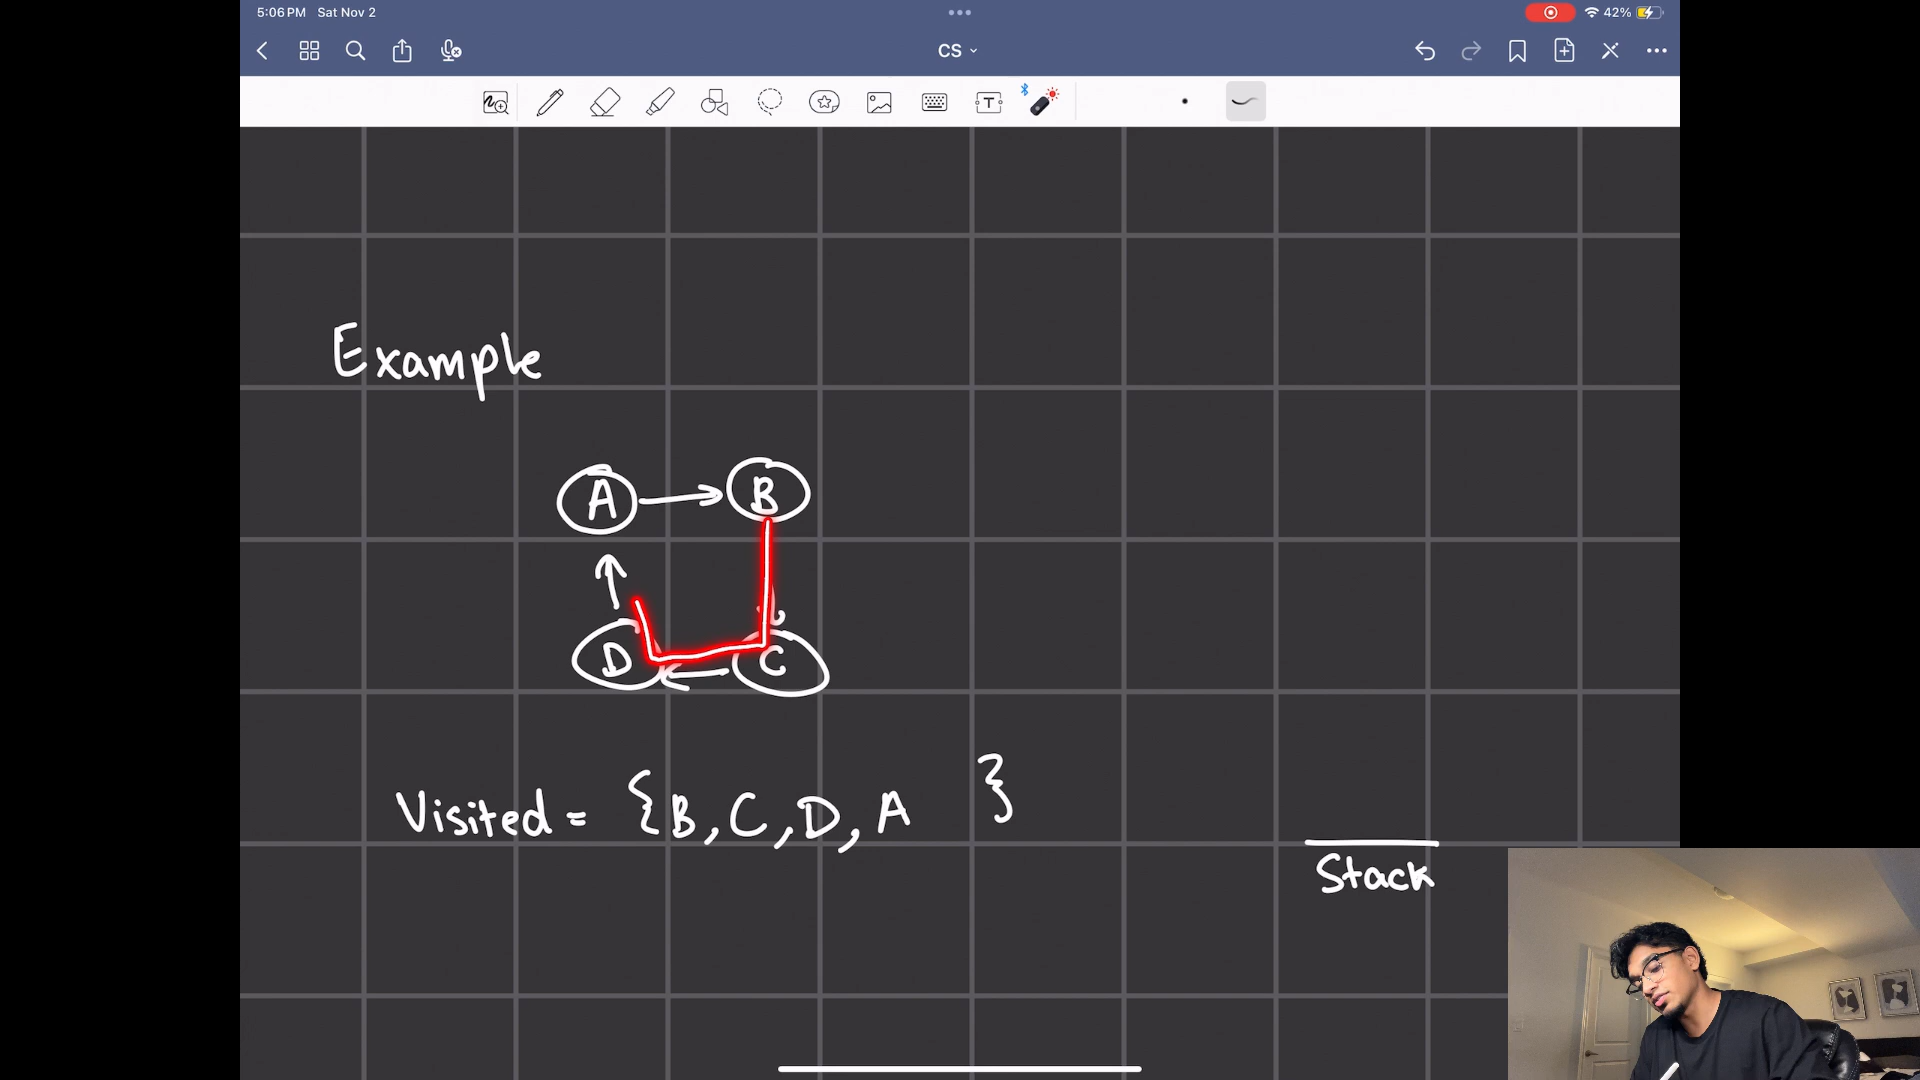 5:06 PM Sat Nov 2
42%
CS
T
Example
A B
D C
Visited = {B, C, D, A }
Stack